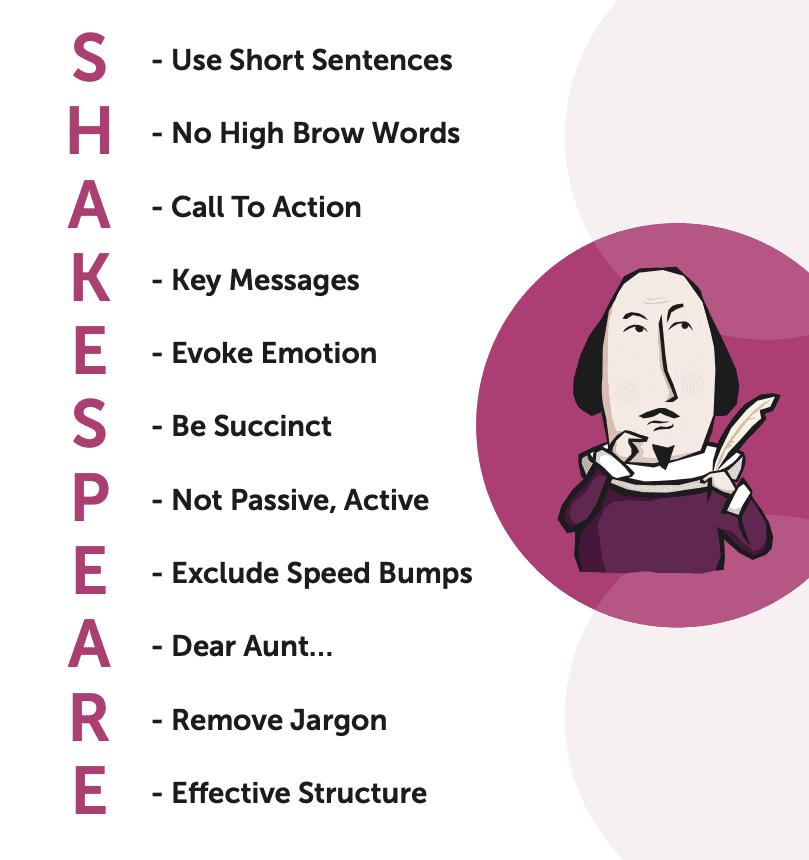 S - Use Short Sentences
H - No High Brow Words
A - Call To Action
K - Key Messages
E - Evoke Emotion
S - Be Succinct
P - Not Passive, Active
E - Exclude Speed Bumps
A - Dear Aunt...
R - Remove Jargon
E - Effective Structure